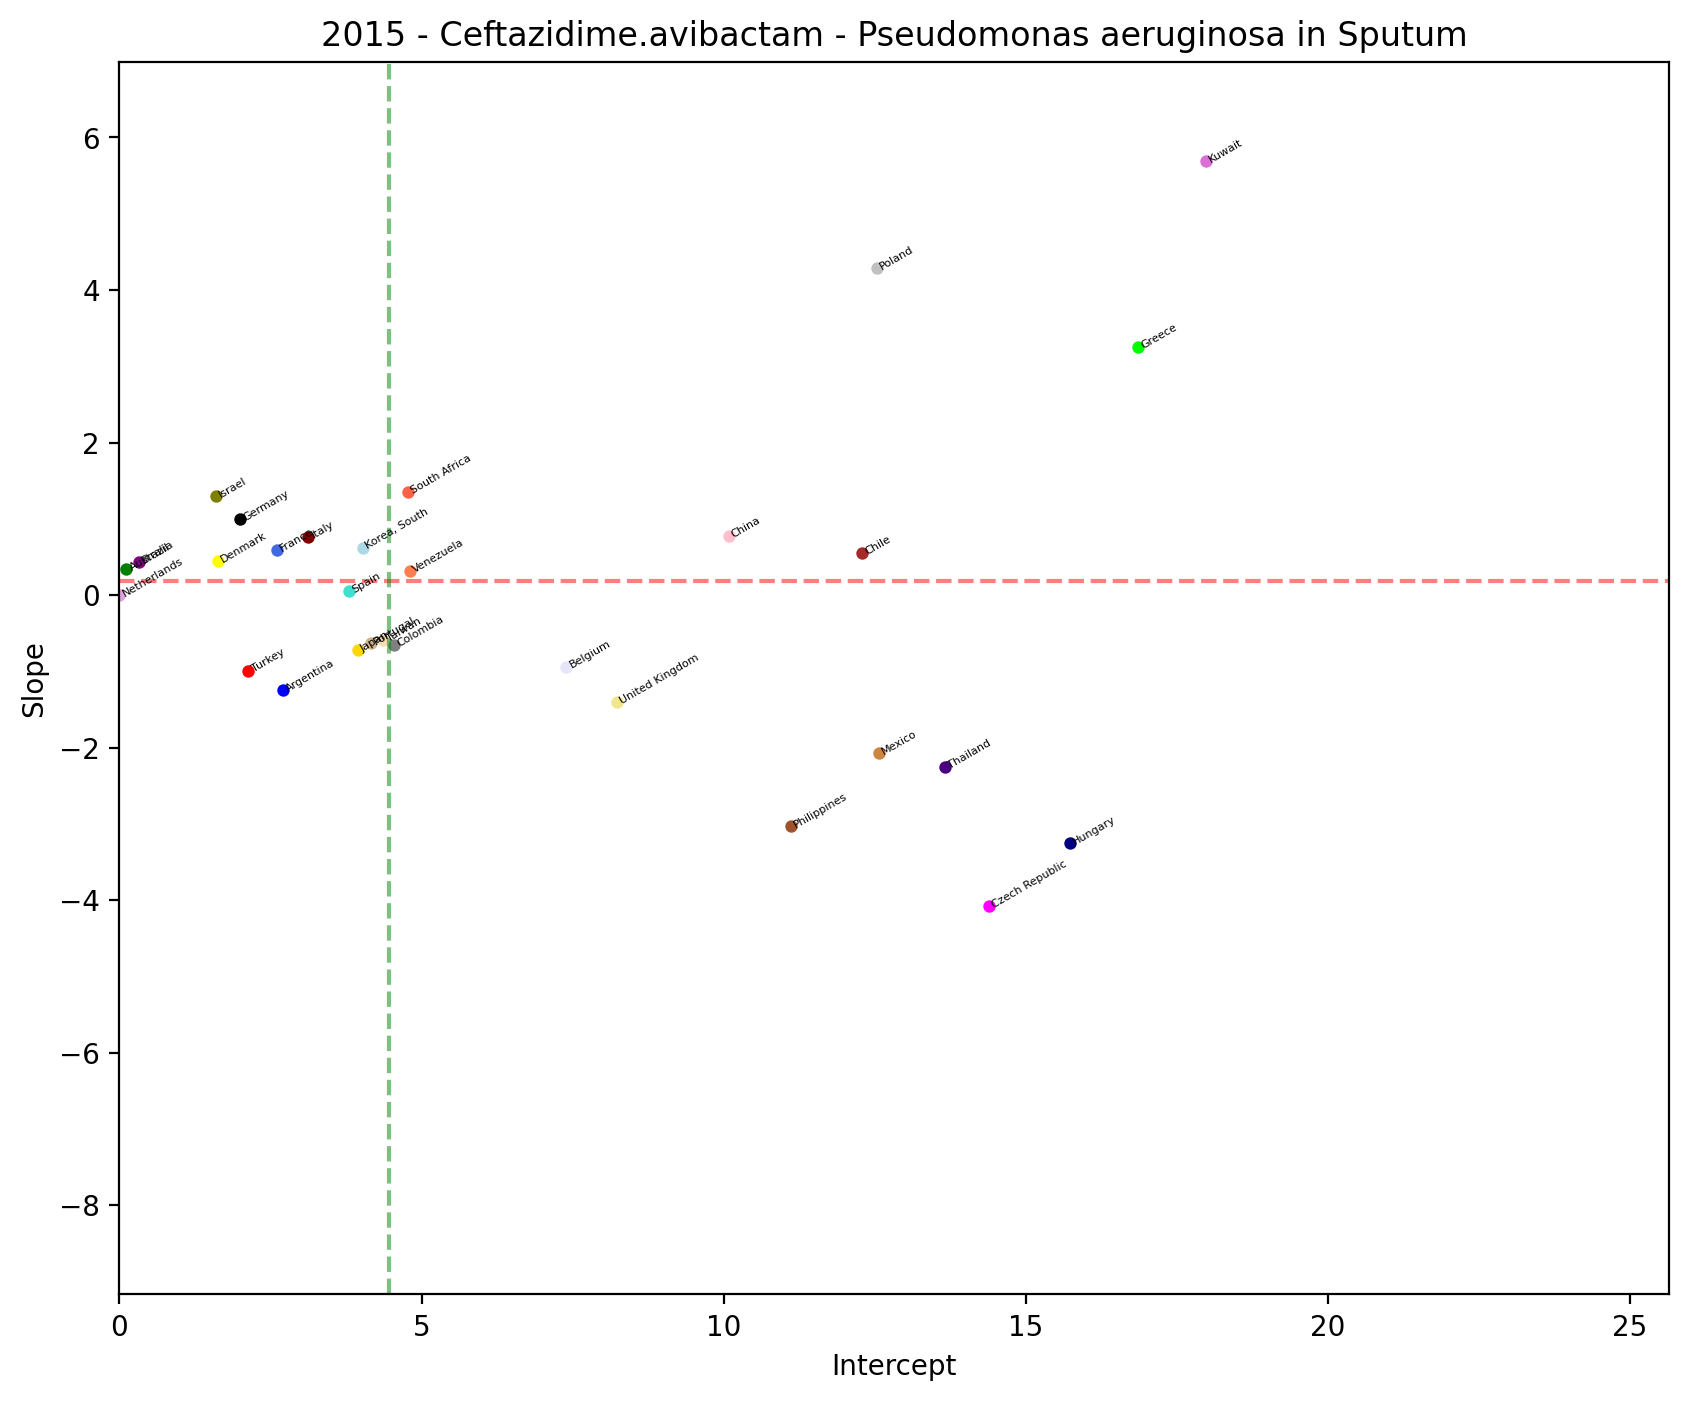 2015 - Ceftazidime.avibactam - Pseudomonas aeruginosa in Sputum
6
4
2
0
−2
−4
−6
−8
Slope
Kuwait
Poland
Greece
South Africa
Israel
Germany
Korea, South
Italy
China
Denmark
Chile
Venezuela
Netherlands
Spain
Colombia
Turkey
Belgium
Argentina
United Kingdom
Mexico
Thailand
Philippines
Hungary
Czech Republic
0
5
10
15
20
25
Intercept